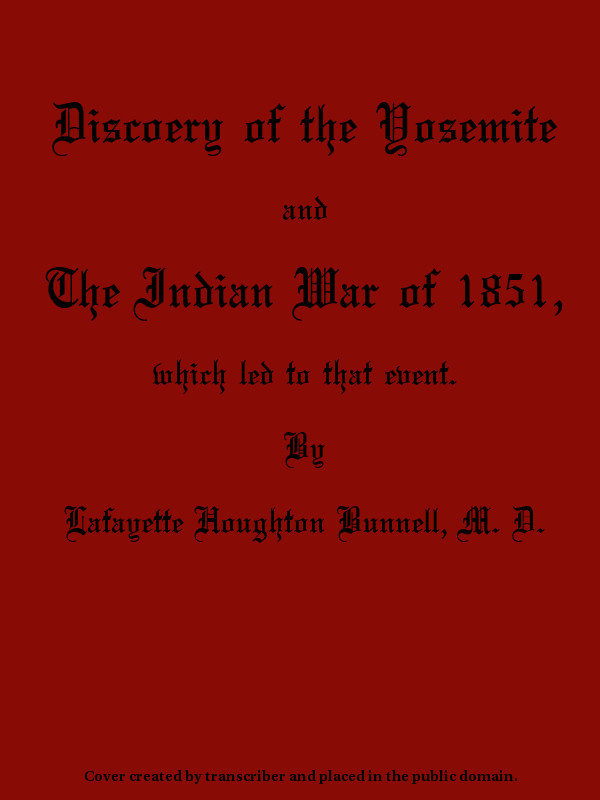 Discoery of the Yosemite
and
The Indian War of 1851,
which led to that event.
By
Lafayette Houghton Bunnell, M. D.
Cover created by transcriber and placed in the public domain.